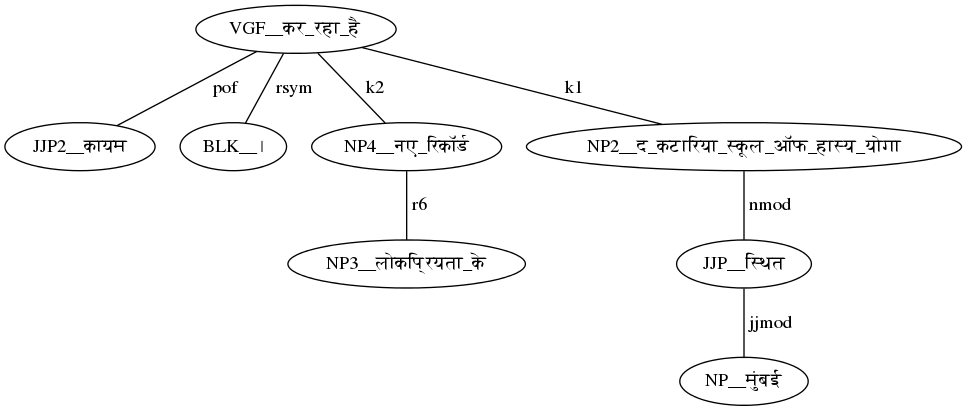 VGF__कर_रहा_है
pof rsym k2 k1
JJP2__कायम BLK__। NP4__नए_रिकॉर्ड NP2__द_कटारिया_स्कूल_ऑफ_हास्य_योगा
r6 nmod
NP3__लोकप्रियता_के JJP__स्थित
jjmod
NP__मुंबई